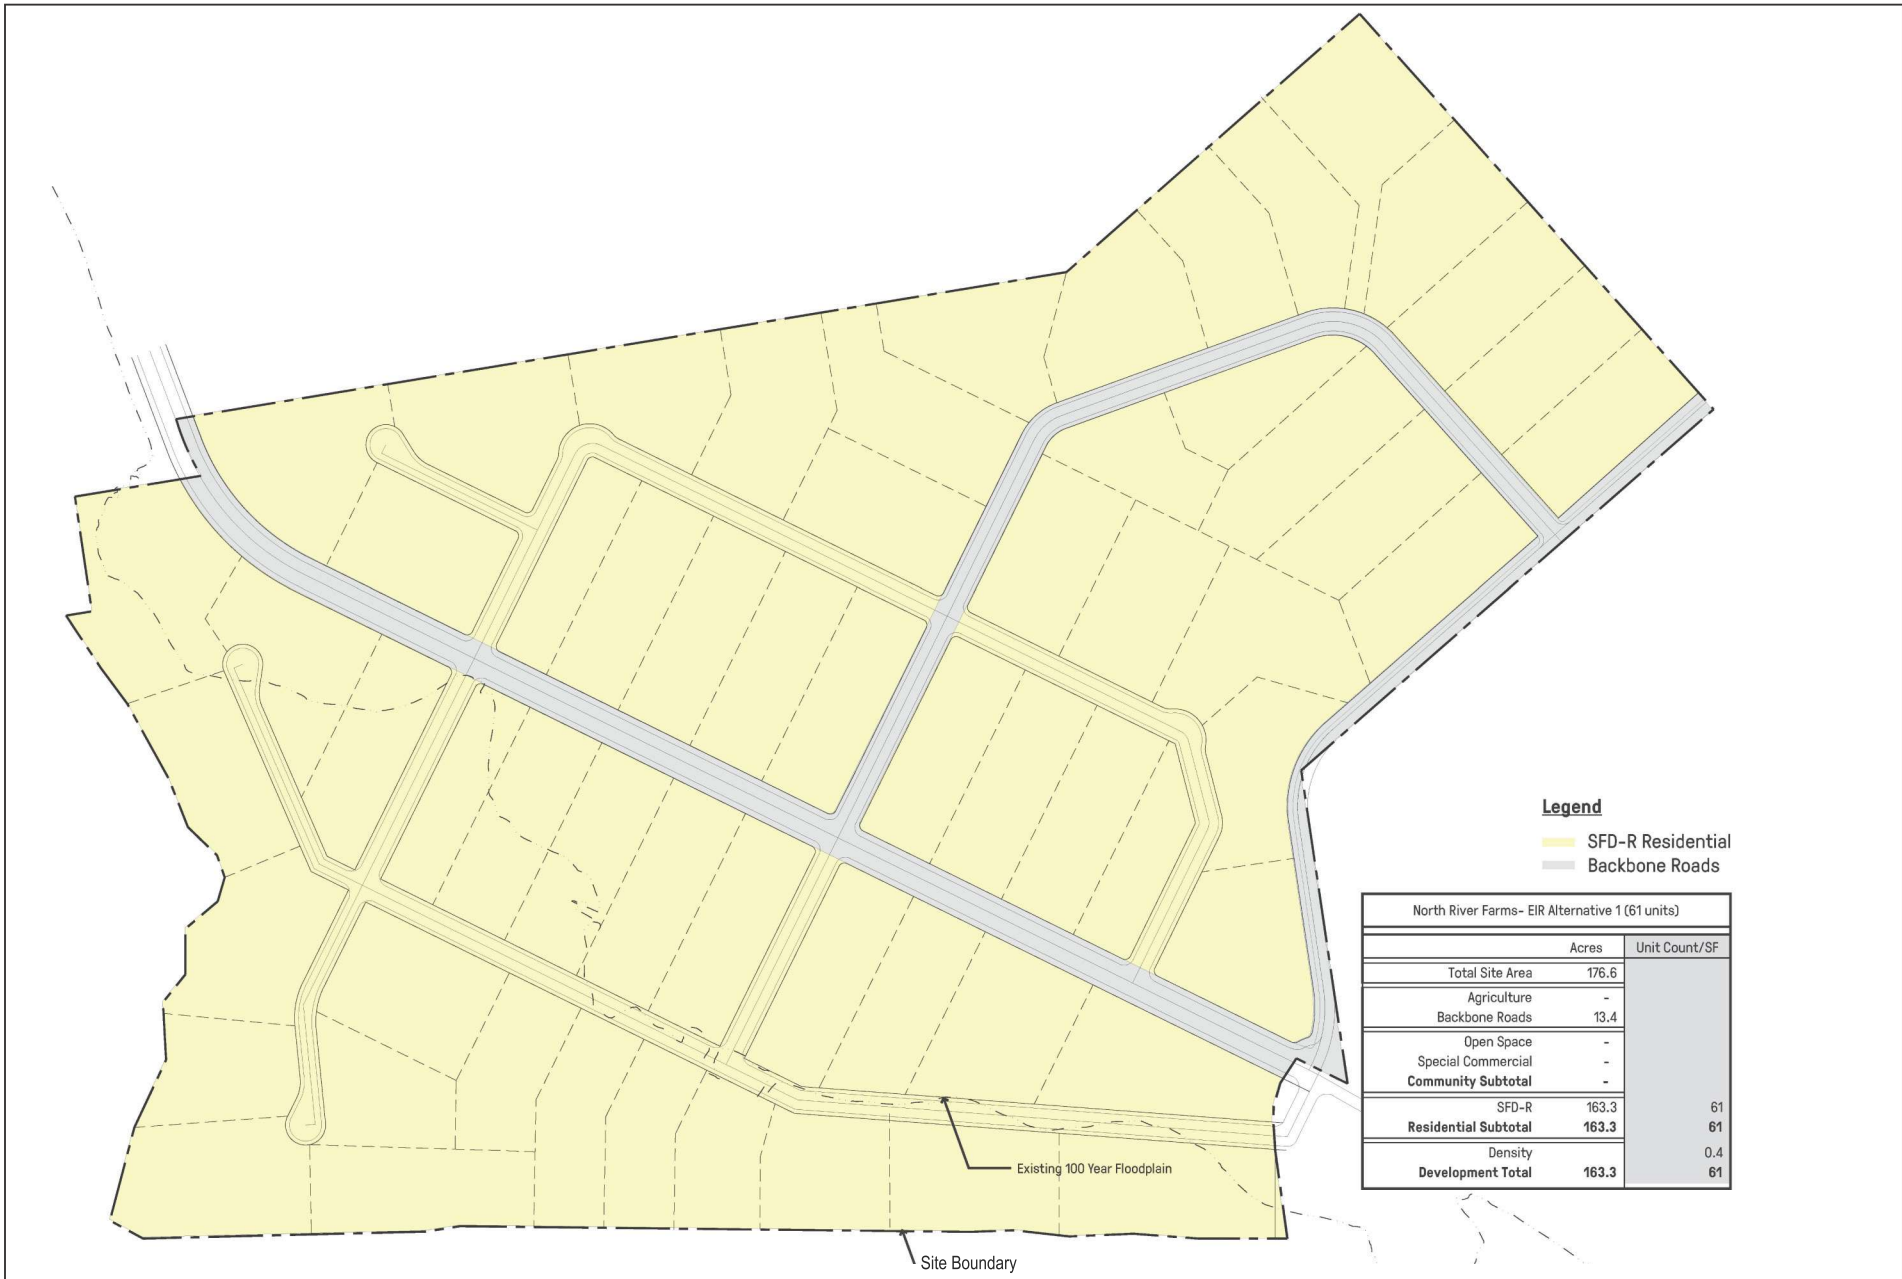 Legend
SFD-R Residential
Backbone Roads
North River Farms- EIR Alternative 1 (61 units)
Acres Unit Count/SF
Total Site Area 176.6
Agriculture -
Backbone Roads 13.4
Open Space -
Special Commercial -
Community Subtotal -
SFD-R 163.3 61
Residential Subtotal 163.3 61
Density 0.4
Development Total 163.3 61
Existing 100 Year Floodplain
Site Boundary